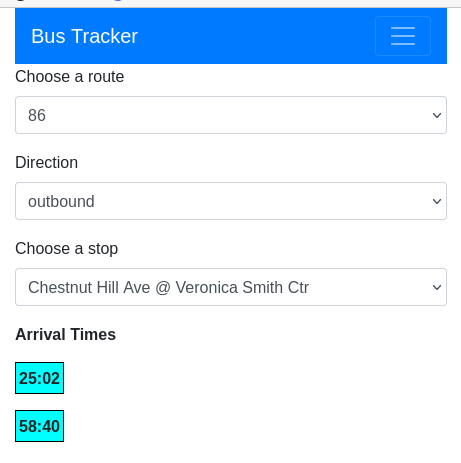 Bus Tracker
Choose a route
86
Direction
outbound
Choose a stop
Chestnut Hill Ave @ Veronica Smith Ctr
Arrival Times
25:02
58:40